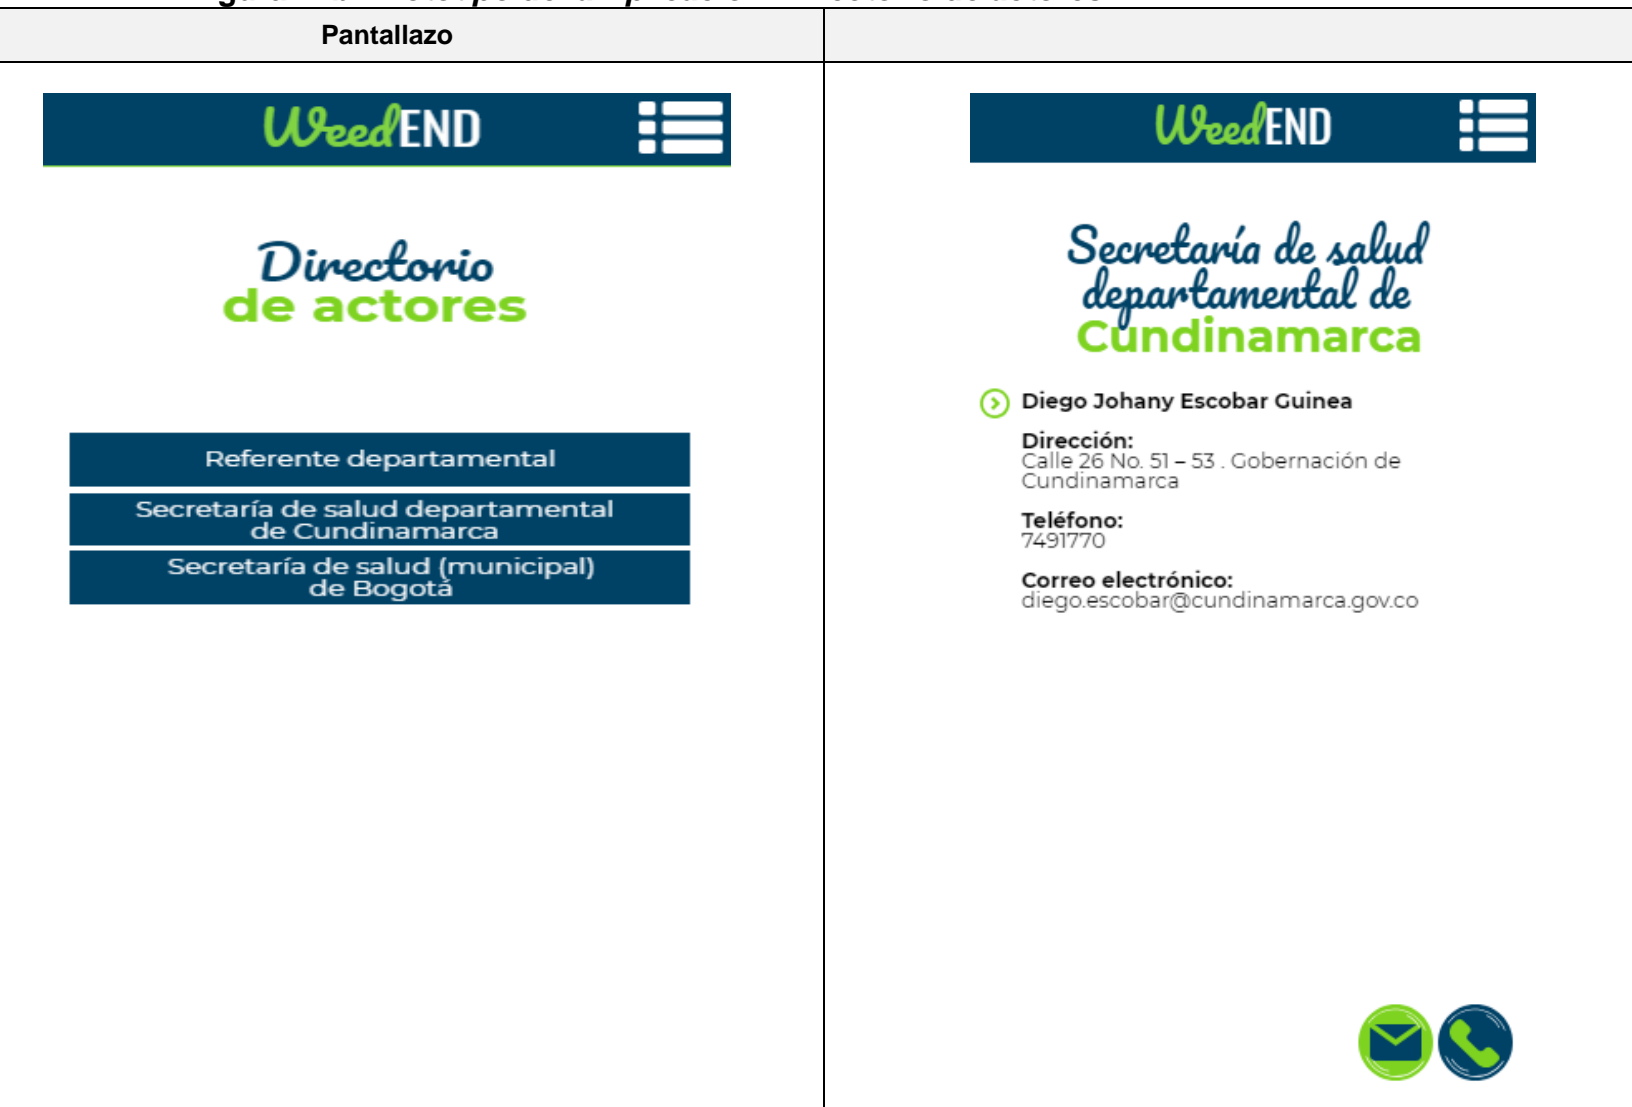 Pantallazo
WeedEND
Directorio
de actores
Referente departamental
Secretaría de salud departamental
de Cundinamarca
Secretaría de salud (municipal)
de Bogotá
WeedEND
Secretaría de salud
departamental de
Cundinamarca
Diego Johany Escobar Guinea
Dirección:
Calle 26 No. 51 – 53 . Gobernación de
Cundinamarca
Teléfono:
7491770
Correo electrónico:
diego.escobar@cundinamarca.gov.co